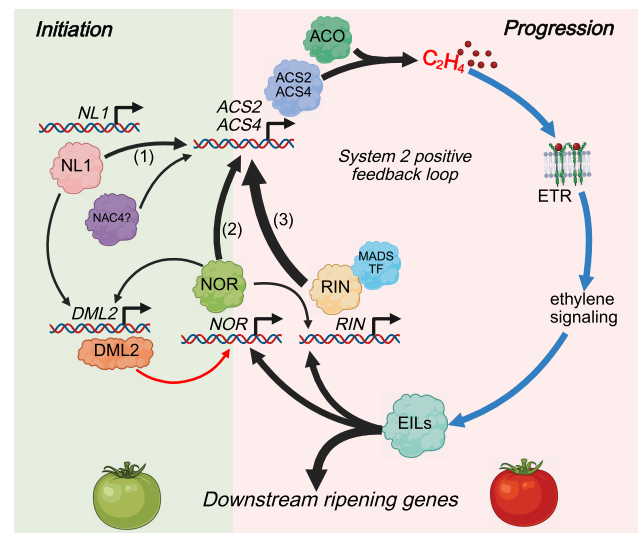 Initiation
Progression
ACO
C₂H₄
ACS2
ACS4
NL1
ACS2
ACS4
(1)
NL1
System 2 positive
feedback loop
ETR
NAC4?
(2)
(3)
MADS
TF
NOR
RIN
ethylene
signaling
DML2
NOR
RIN
DML2
EILs
Downstream ripening genes